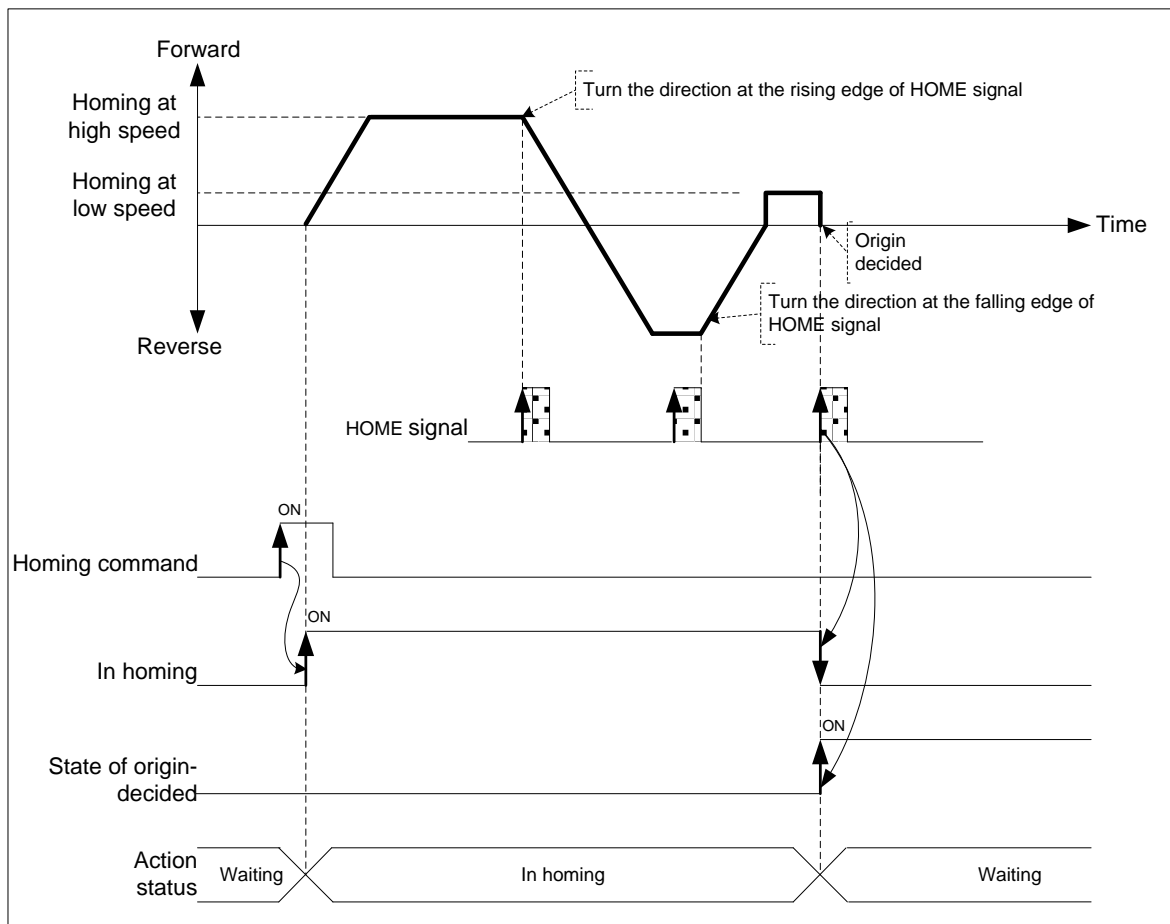 Forward
Homing at
high speed
Turn the direction at the rising edge of HOME signal
Homing at
low speed
Time
Origin
decided
Turn the direction at the falling edge of
HOME signal
Reverse
HOME signal
ON
Homing command
ON
In homing
ON
State of origin-
decided
Action
status
Waiting
In homing
Waiting